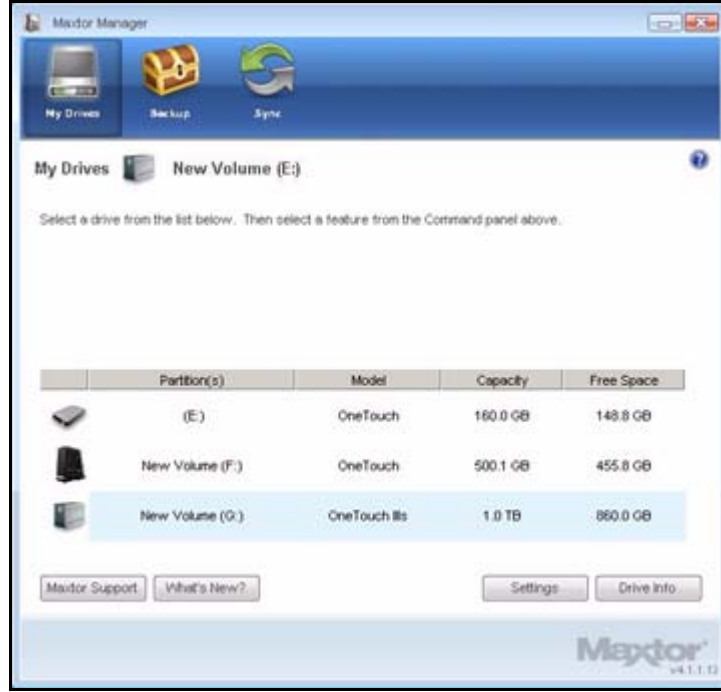 Maxtor Manager
My Drives Backup Sync
My Drives New Volume (E:)
Select a drive from the list below. Then select a feature from the Command panel above.
Partition(s) Model Capacity Free Space
(E:) OneTouch 160.0 GB 148.8 GB
New Volume (F:) OneTouch 500.1 GB 455.8 GB
New Volume (G:) OneTouch IIIs 1.0 TB 860.0 GB
Maxtor Support What's New? Settings Drive Info
Maxtor